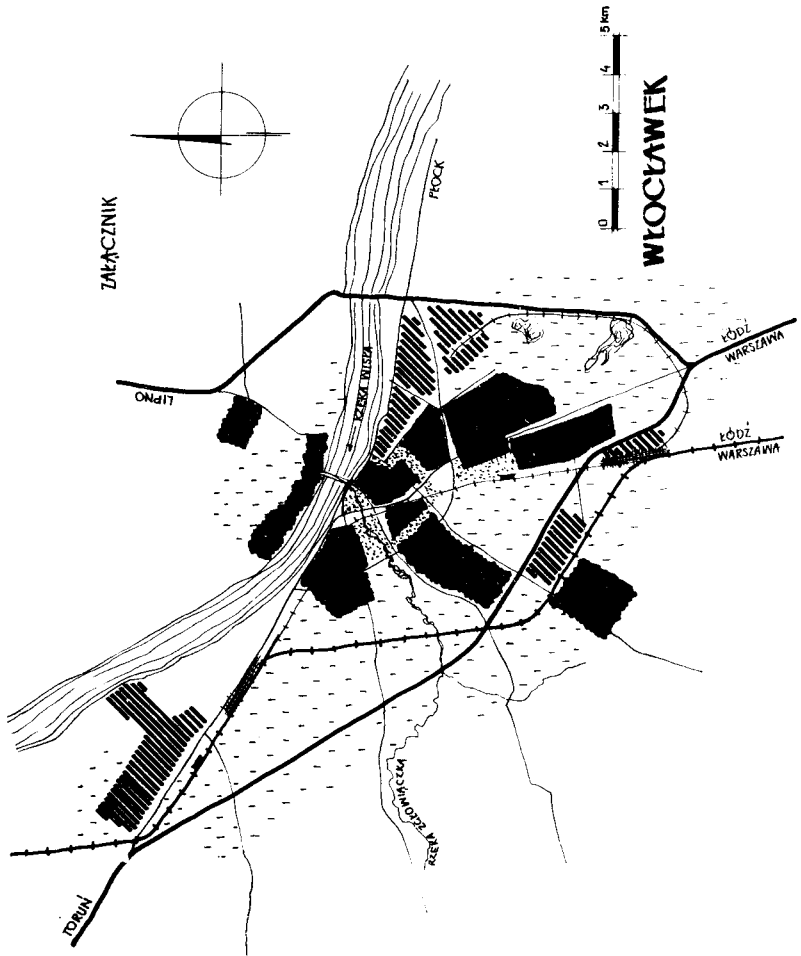 ZAŁĄCZNIK
LIPNO
RZEKA WISŁA
PŁOCK
0 1 2 3 4 5 km
WŁOCŁAWEK
ŁÓDŹ
WARSZAWA
ŁÓDŹ
WARSZAWA
RZEKA ZGŁOWIĄCZKA
TORUŃ